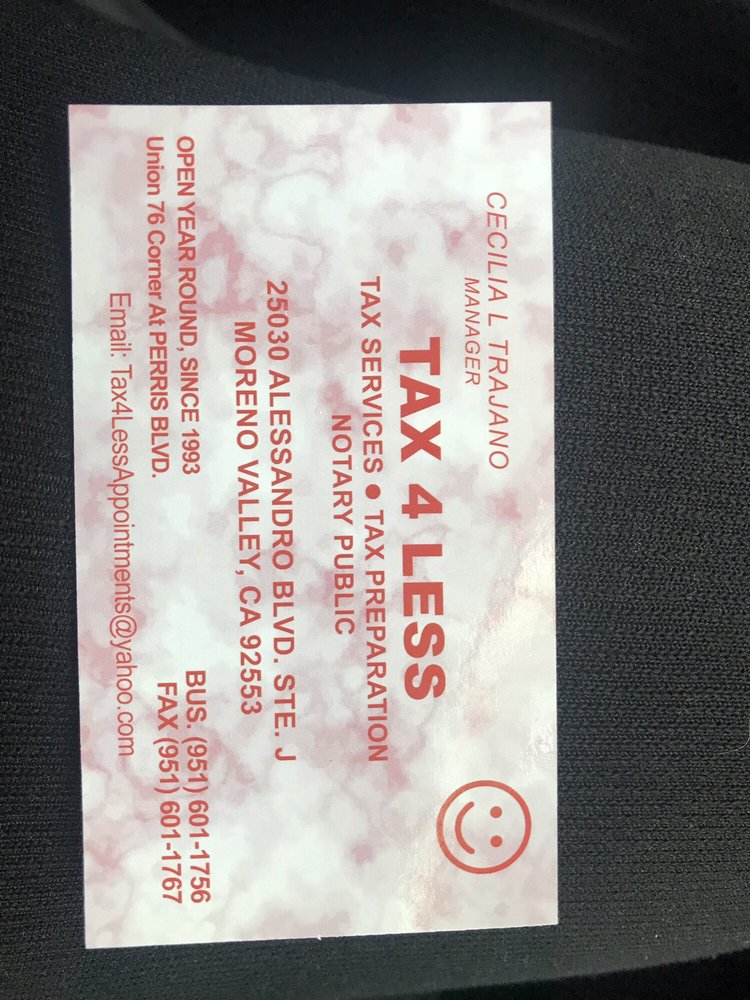 CECILIA L TRAJANO
MANAGER
TAX 4 LESS
TAX SERVICES ● TAX PREPARATION
NOTARY PUBLIC
25030 ALESSANDRO BLVD. STE. J
MORENO VALLEY, CA 92553
OPEN YEAR ROUND, SINCE 1993
Union 76 Corner At PERRIS BLVD.
BUS. (951) 601-1756
FAX (951) 601-1767
Email: Tax4LessAppointments@yahoo.com